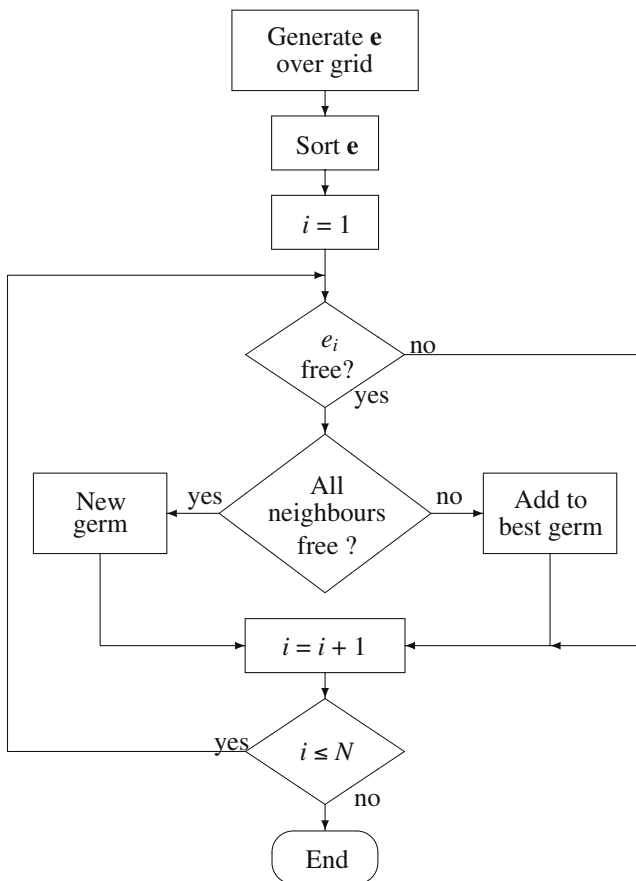 Generate e
over grid
Sort e
i = 1
e_i
free?
no
yes
All
neighbours
free ?
yes
no
New
germ
Add to
best germ
i = i + 1
i ≤ N
yes
no
End